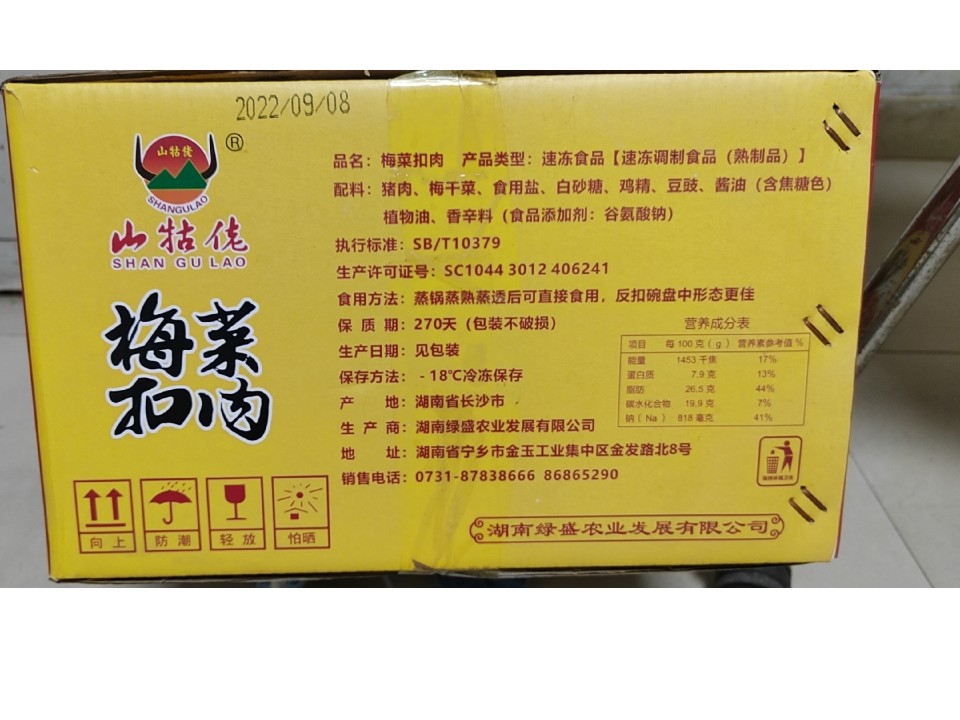 2022/09/08
山牯佬
®
SHANGULAO
山牯佬
SHAN GU LAO
梅菜
扣肉
品名：梅菜扣肉 产品类型：速冻食品【速冻调制食品（熟制品）】
配料：猪肉、梅干菜、食用盐、白砂糖、鸡精、豆豉、酱油（含焦糖色）
植物油、香辛料（食品添加剂：谷氨酸钠）
执行标准：SB/T10379
生产许可证号：SC1044 3012 406241
食用方法：蒸锅蒸熟蒸透后可直接食用，反扣碗盘中形态更佳
保质期：270天（包装不破损）
生产日期：见包装
保存方法：-18℃冷冻保存
产地：湖南省长沙市
生产商：湖南绿盛农业发展有限公司
地址：湖南省宁乡市金玉工业集中区金发路北8号
销售电话：0731-87838666 86865290
营养成分表
项目 每100克（g） 营养素参考值%
能量 1453千焦 17%
蛋白质 7.9克 13%
脂肪 26.5克 44%
碳水化合物 19.9克 7%
钠（Na） 818毫克 41%
向上
防潮
轻放
怕晒
湖南绿盛农业发展有限公司